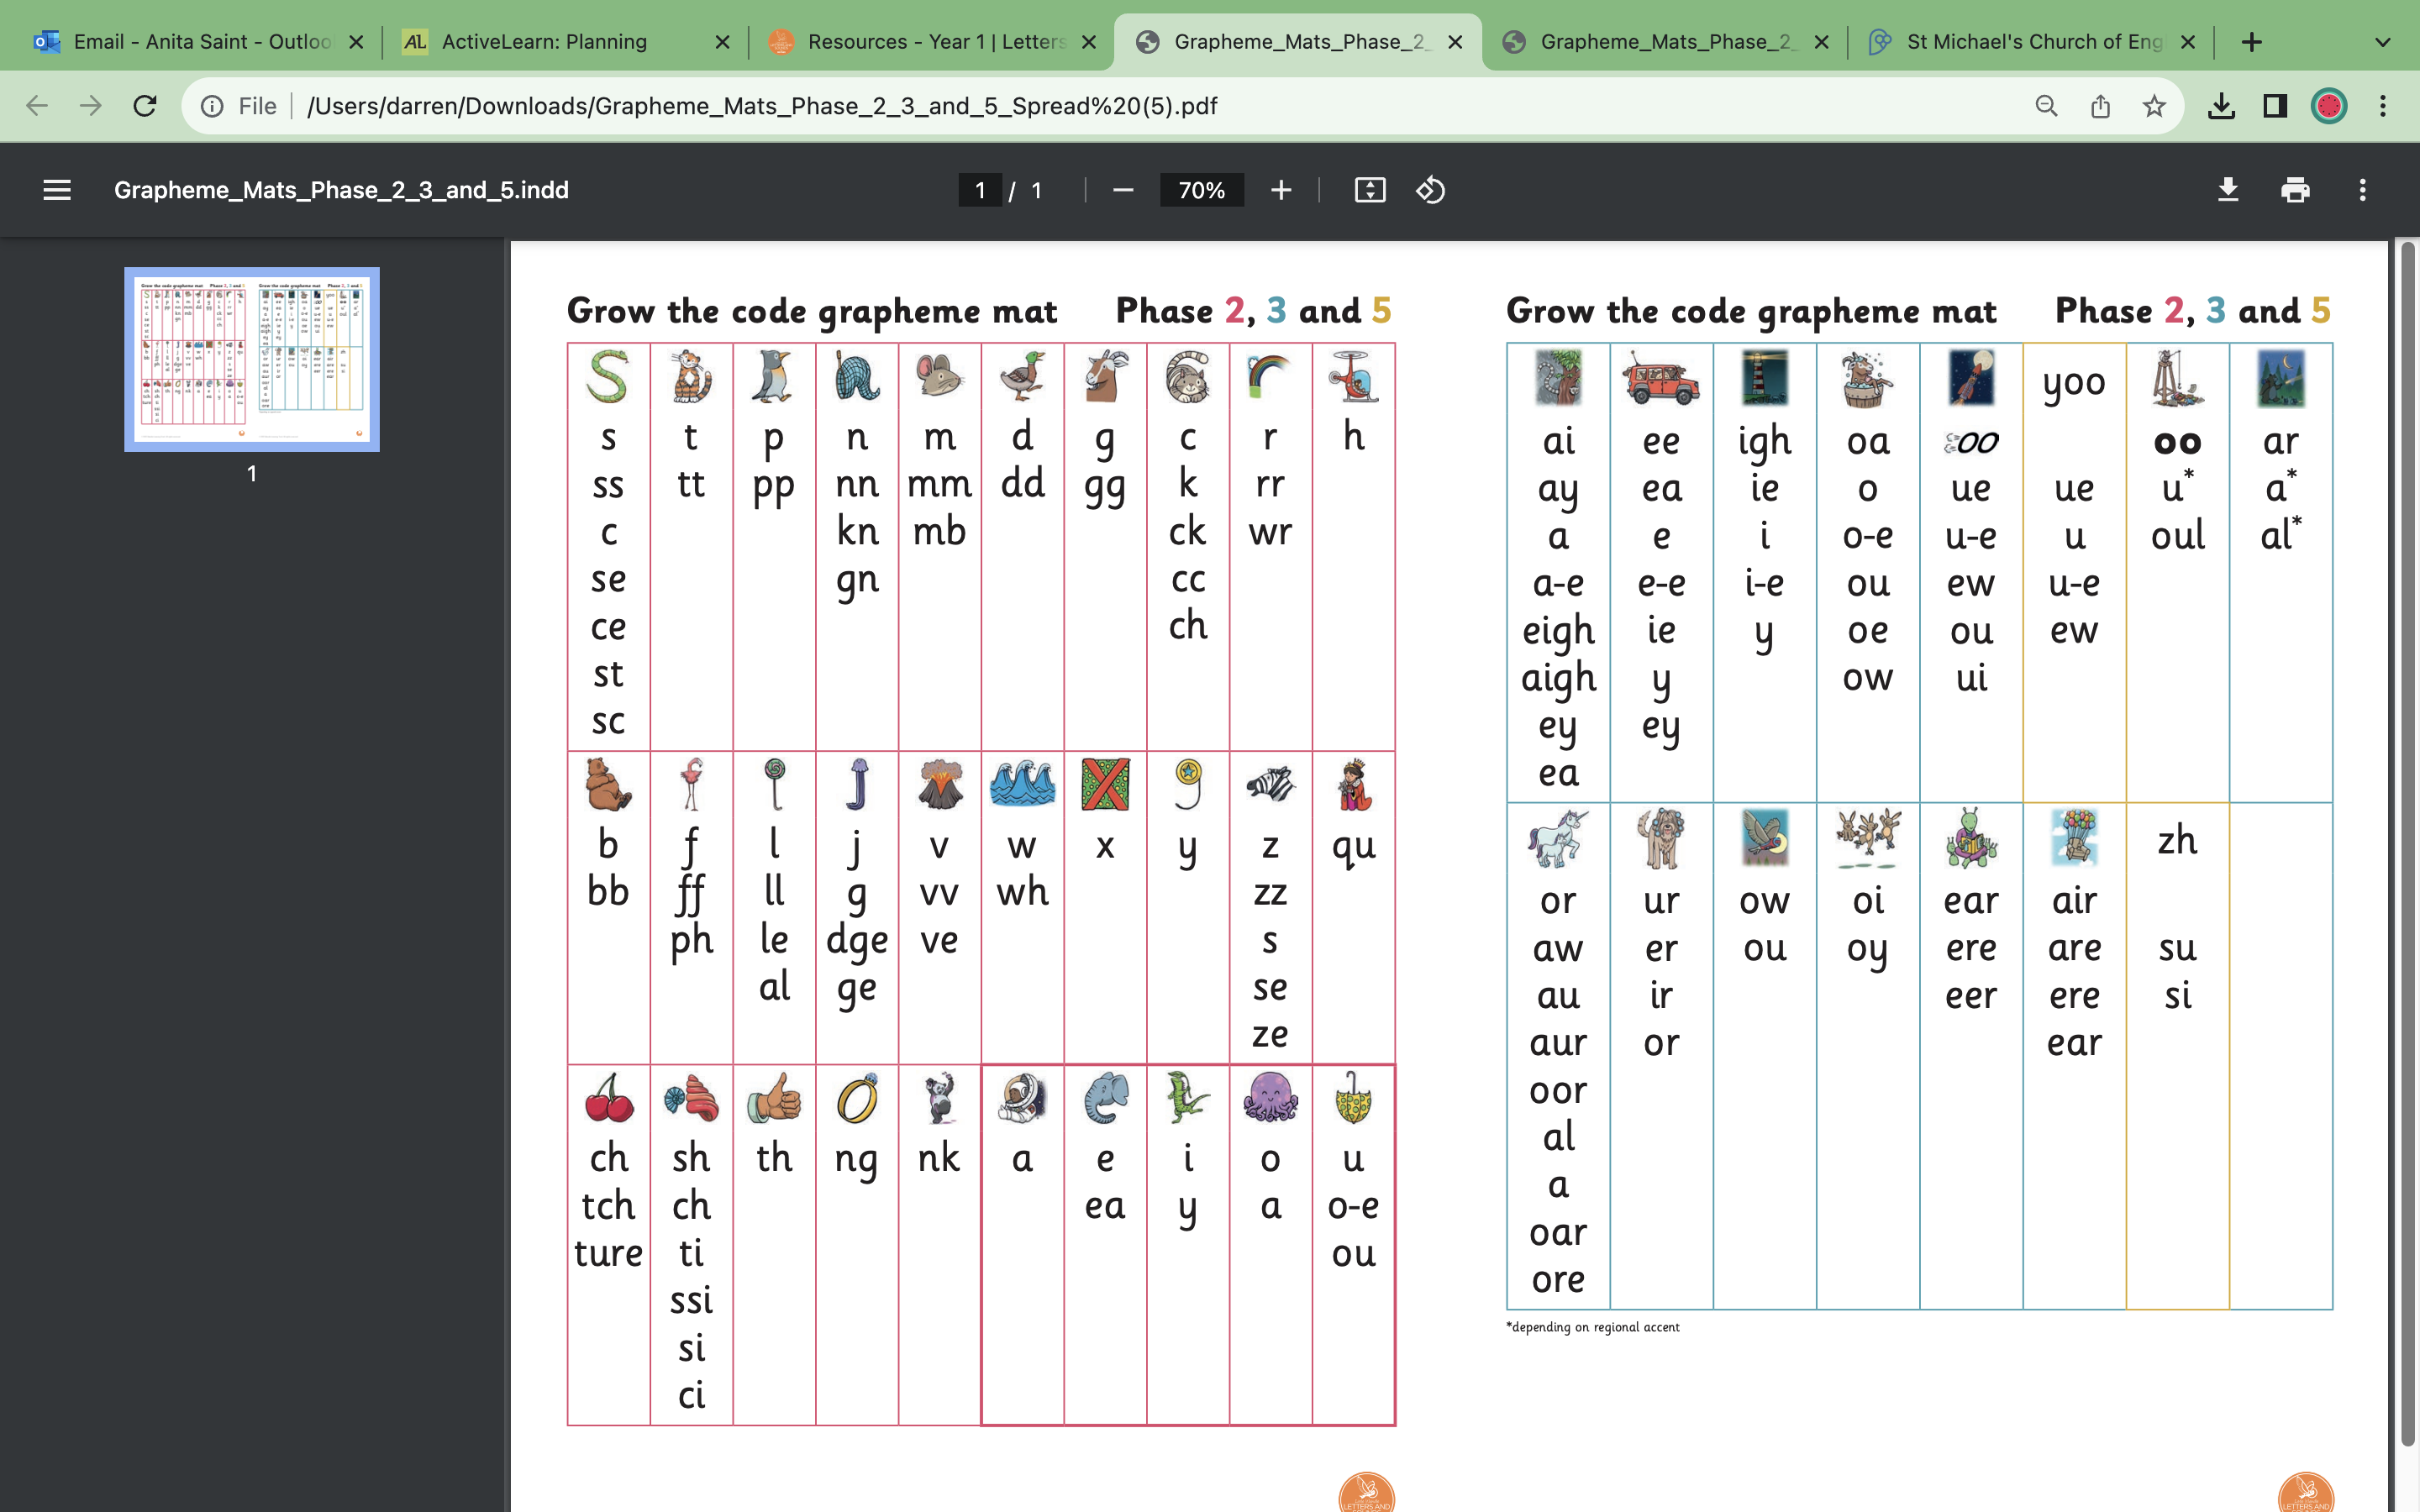 Email - Anita Saint - Outloo
ActiveLearn: Planning
Resources - Year 1 | Letters
Grapheme_Mats_Phase_2_
Grapheme_Mats_Phase_2_
St Michael's Church of Eng
File /Users/darren/Downloads/Grapheme_Mats_Phase_2_3_and_5_Spread%20(5).pdf
Grapheme_Mats_Phase_2_3_and_5.indd
1 / 1
70%
1
Grow the code grapheme mat Phase 2, 3 and 5
s t p n m d g c r h
ss tt pp nn mm dd gg k rr
c kn mb ck wr
se gn cc
ce ch
st
sc
b f l j v w x y z qu
bb ff ll g vv wh zz
ph le dge ve s
al ge se
ze
ch sh th ng nk a e i o u
tch ch ea y a o-e
ture ti ou
ssi
si
ci
Grow the code grapheme mat Phase 2, 3 and 5
yoo
ai ee igh oa oo oo ar
ay ea ie o ue ue u* a*
a e i o-e u-e u oul al*
a-e e-e i-e ou ew u-e
eigh ie y oe ou ew
aigh y ow ui
ey ey
ea
zh
or ur ow oi ear air
aw er ou oy ere are su
au ir eer ere si
aur or ear
oor
al
a
oar
ore
*depending on regional accent
LETTERS AND
LETTERS AND